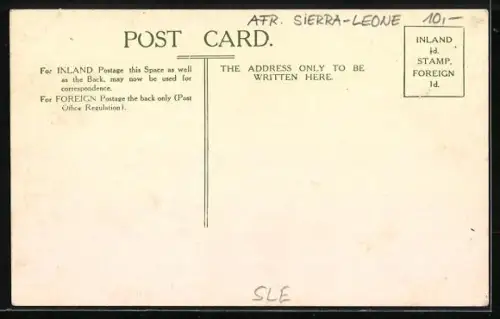 AFR. SIERRA-LEONE 10,-
POST CARD.
For INLAND Postage this Space as well
as the Back, may now be used for
correspondence.
For FOREIGN Postage the back only (Post
Office Regulation).
THE ADDRESS ONLY TO BE
WRITTEN HERE.
INLAND
½d.
STAMP,
FOREIGN
1d.
SLE